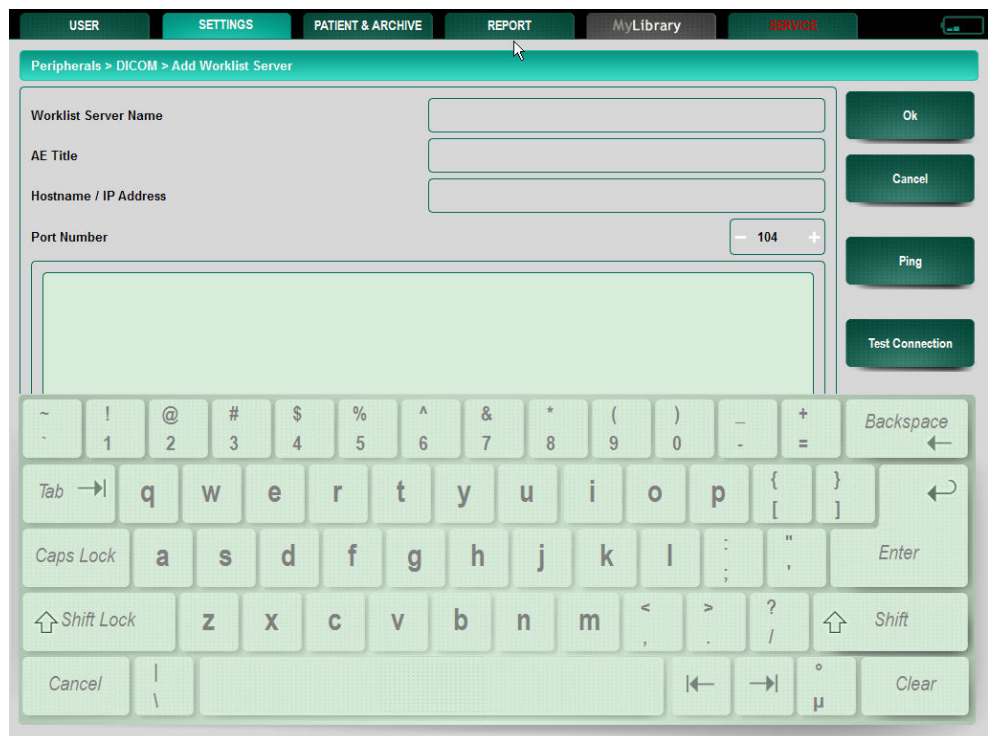 USER SETTINGS PATIENT & ARCHIVE REPORT MyLibrary SERVICE
Peripherals > DICOM > Add Worklist Server
Worklist Server Name
Ok
AE Title
Cancel
Hostname / IP Address
Port Number
− 104 +
Ping
Test Connection
~ ! @ # $ % ^ & * ( ) _ + Backspace
` 1 2 3 4 5 6 7 8 9 0 - = ←
Tab →| q w e r t y u i o p { }
[ ]
Caps Lock a s d f g h j k l : " Enter
; '
Shift Lock z x c v b n m < > ? Shift
, . /
Cancel | |← →| ° Clear
\ µ